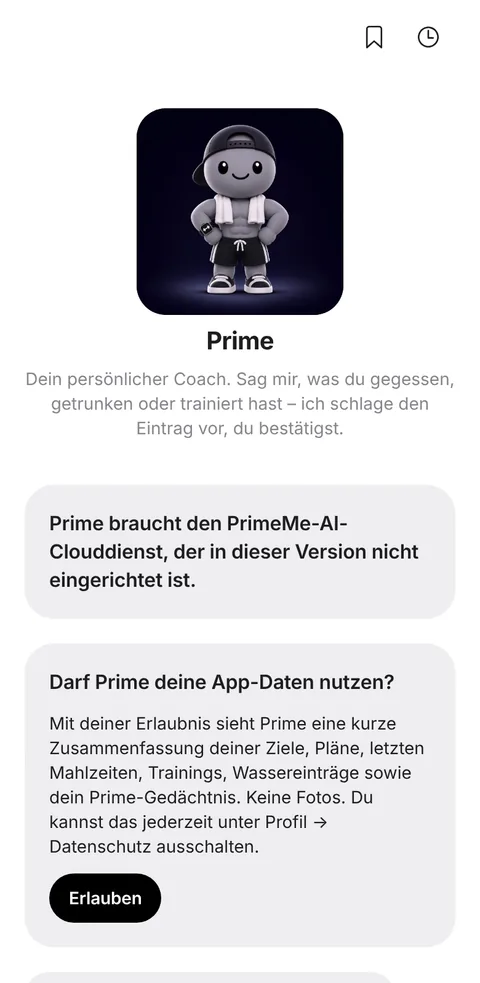 Prime
Dein persönlicher Coach. Sag mir, was du gegessen,
getrunken oder trainiert hast – ich schlage den
Eintrag vor, du bestätigst.
Prime braucht den PrimeMe-AI-
Clouddienst, der in dieser Version nicht
eingerichtet ist.
Darf Prime deine App-Daten nutzen?
Mit deiner Erlaubnis sieht Prime eine kurze
Zusammenfassung deiner Ziele, Pläne, letzten
Mahlzeiten, Trainings, Wassereinträge sowie
dein Prime-Gedächtnis. Keine Fotos. Du
kannst das jederzeit unter Profil →
Datenschutz ausschalten.
Erlauben